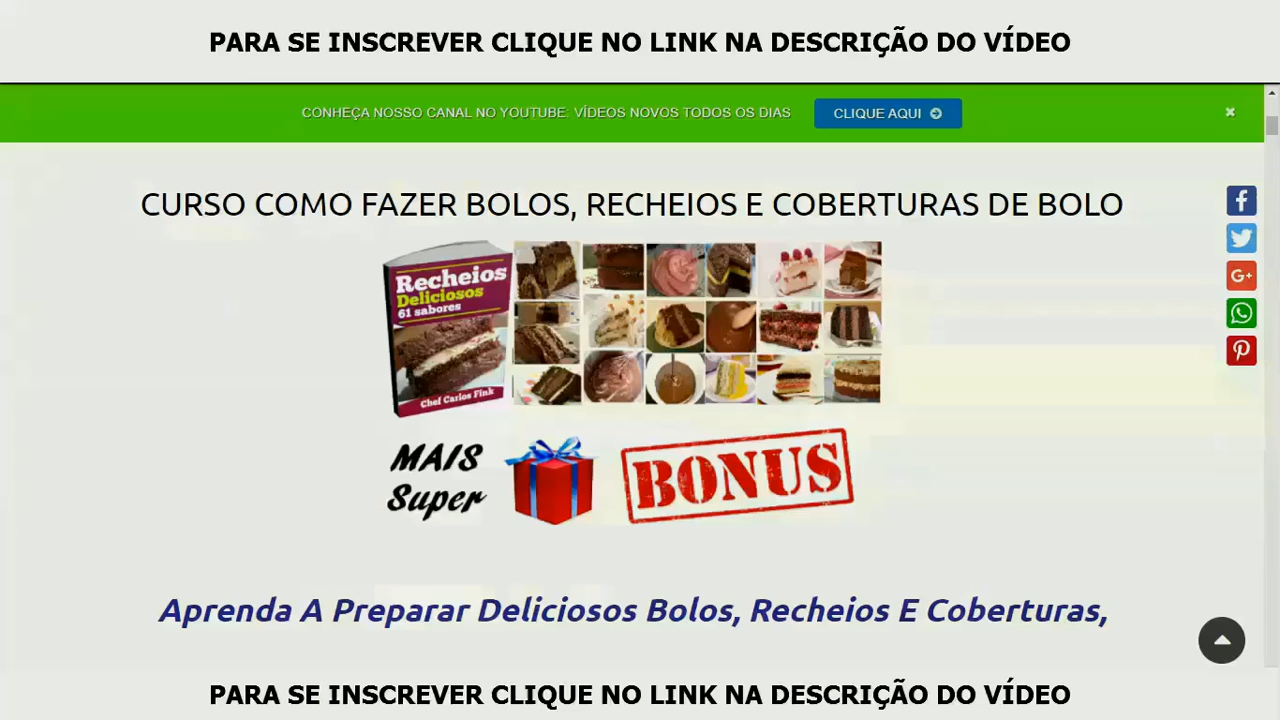 PARA SE INSCREVER CLIQUE NO LINK NA DESCRIÇÃO DO VÍDEO
CONHEÇA NOSSO CANAL NO YOUTUBE: VÍDEOS NOVOS TODOS OS DIAS
CLIQUE AQUI
CURSO COMO FAZER BOLOS, RECHEIOS E COBERTURAS DE BOLO
Recheios
Deliciosos
61 sabores
Chef Carlos Fink
MAIS
Super
BONUS
Aprenda A Preparar Deliciosos Bolos, Recheios E Coberturas,
PARA SE INSCREVER CLIQUE NO LINK NA DESCRIÇÃO DO VÍDEO